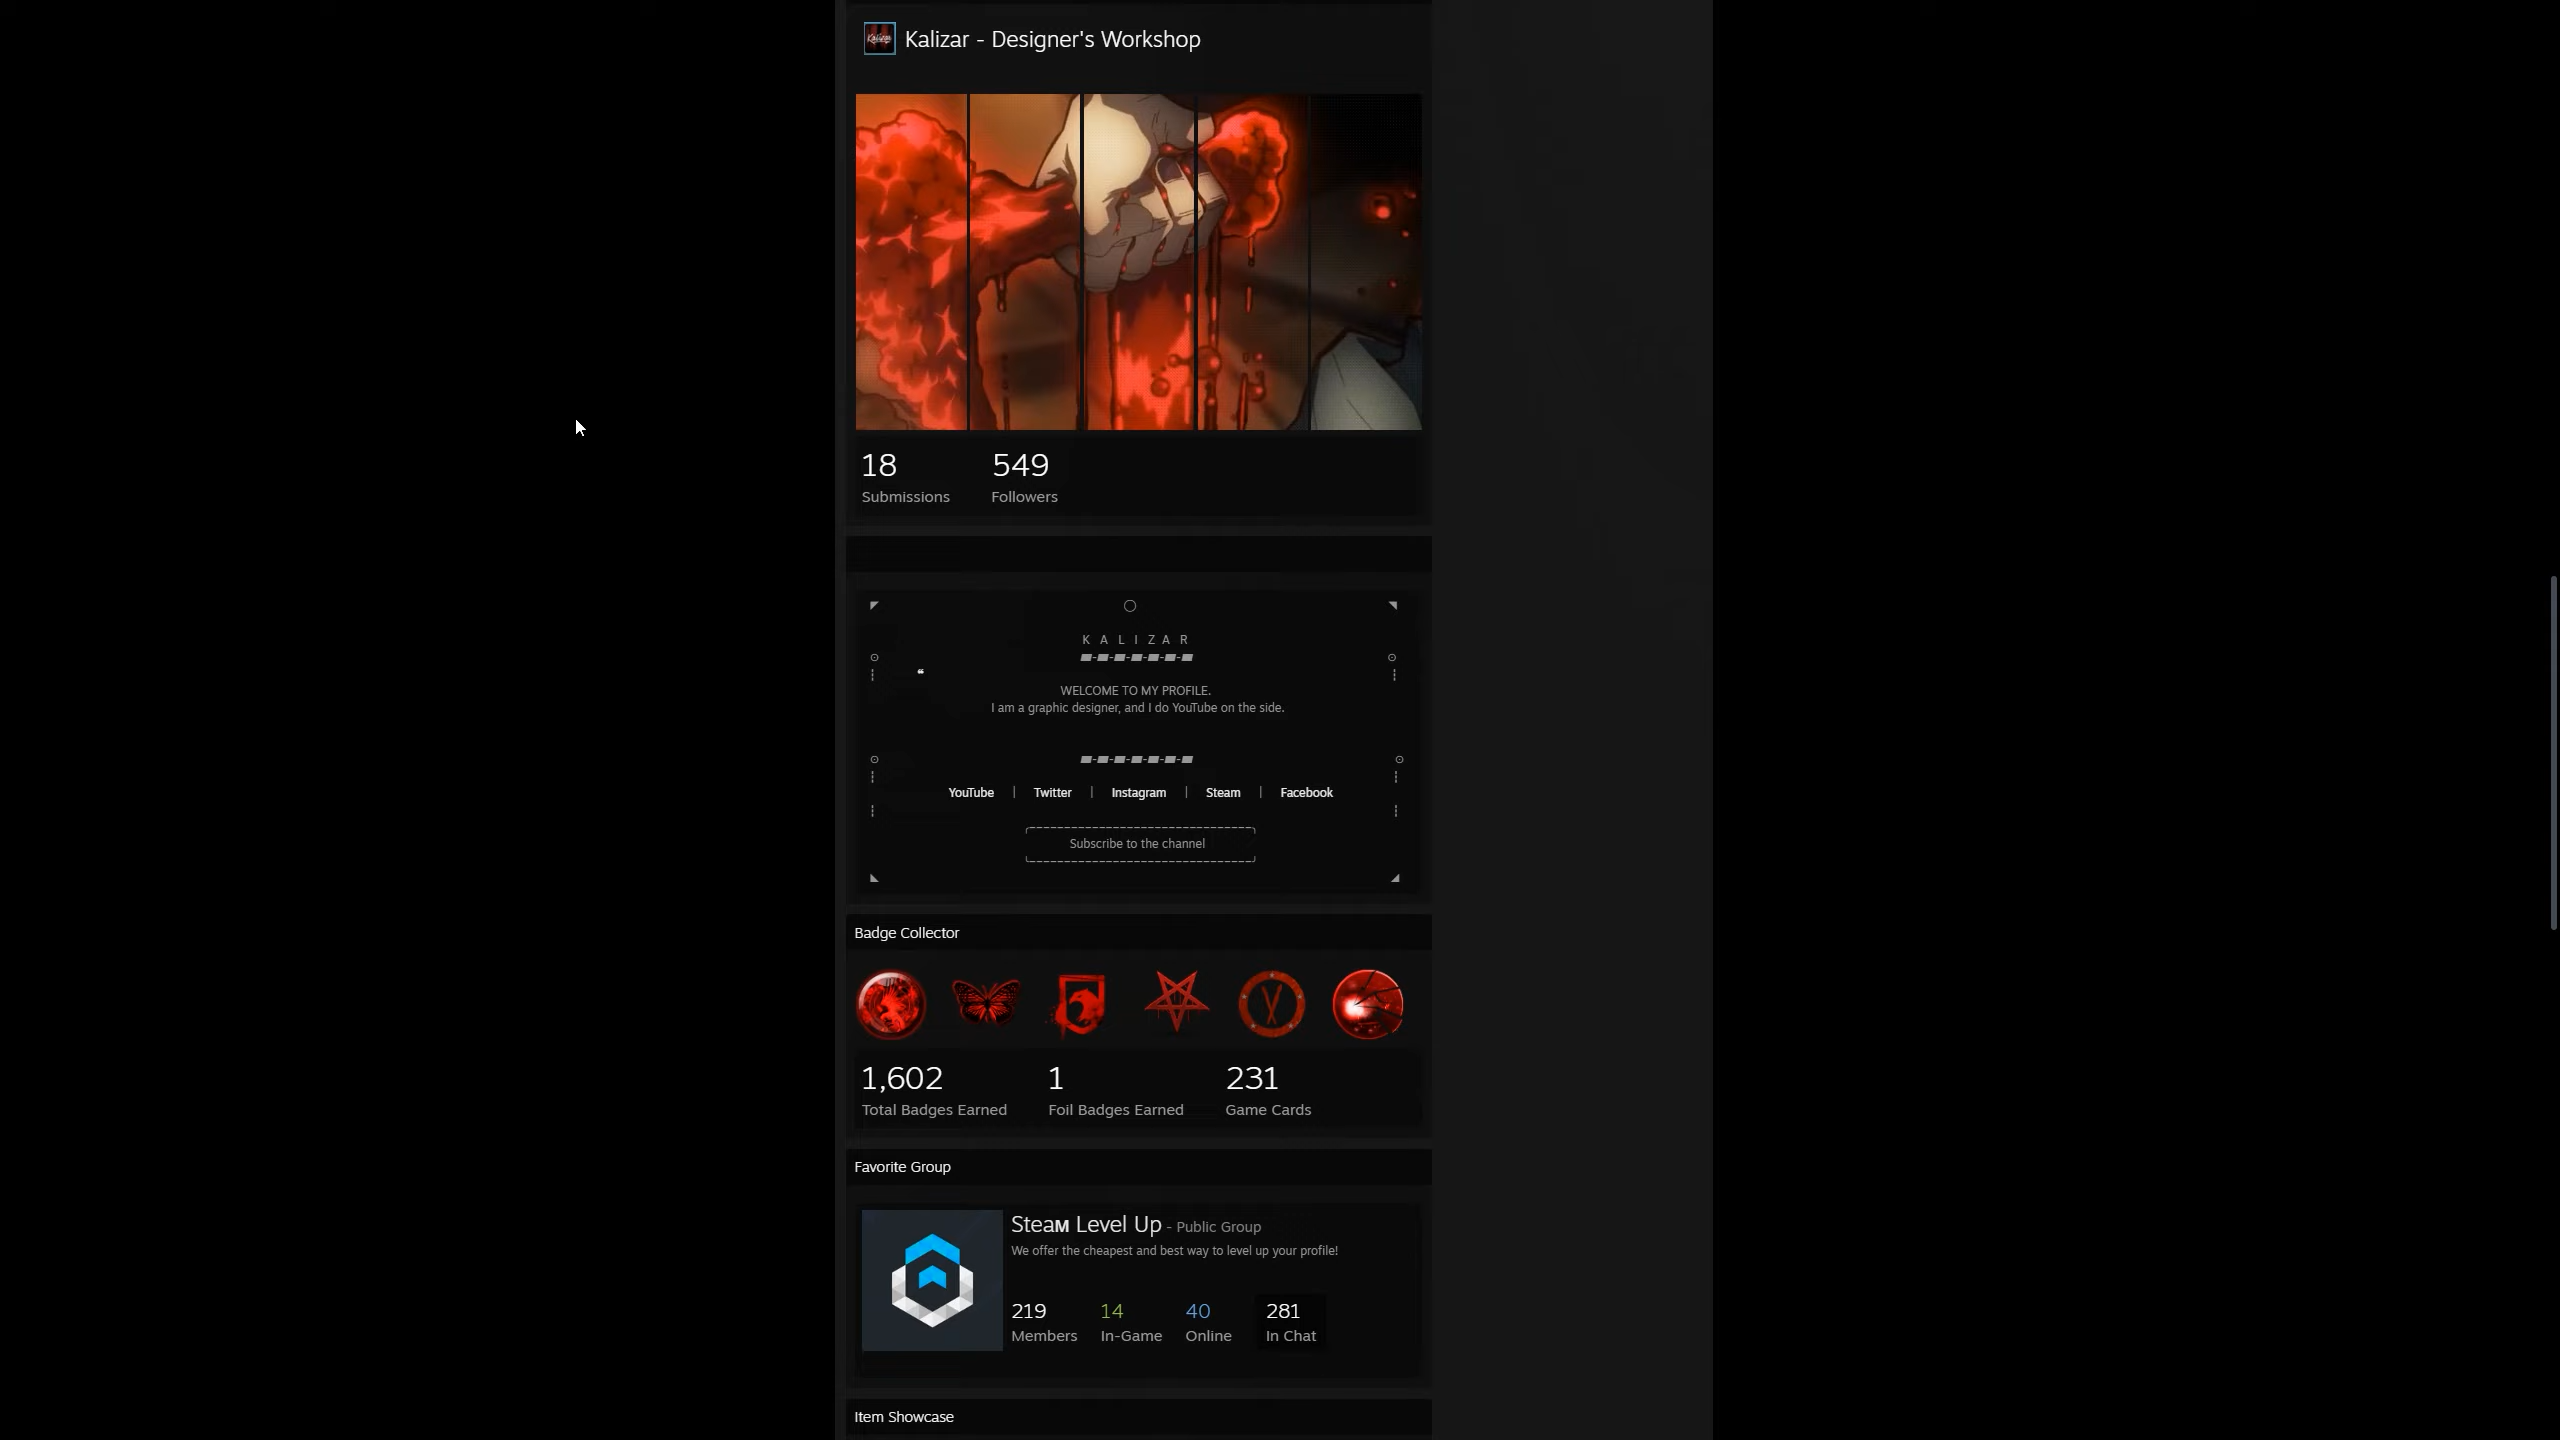 Kalizar - Designer's Workshop
18 549
Submissions Followers
K A L I Z A R
WELCOME TO MY PROFILE.
I am a graphic designer, and I do YouTube on the side.
YouTube | Twitter | Instagram | Steam | Facebook
Subscribe to the channel
Badge Collector
1,602 1 231
Total Badges Earned Foil Badges Earned Game Cards
Favorite Group
Steaм Level Up - Public Group
We offer the cheapest and best way to level up your profile!
219 14 40 281
Members In-Game Online In Chat
Item Showcase